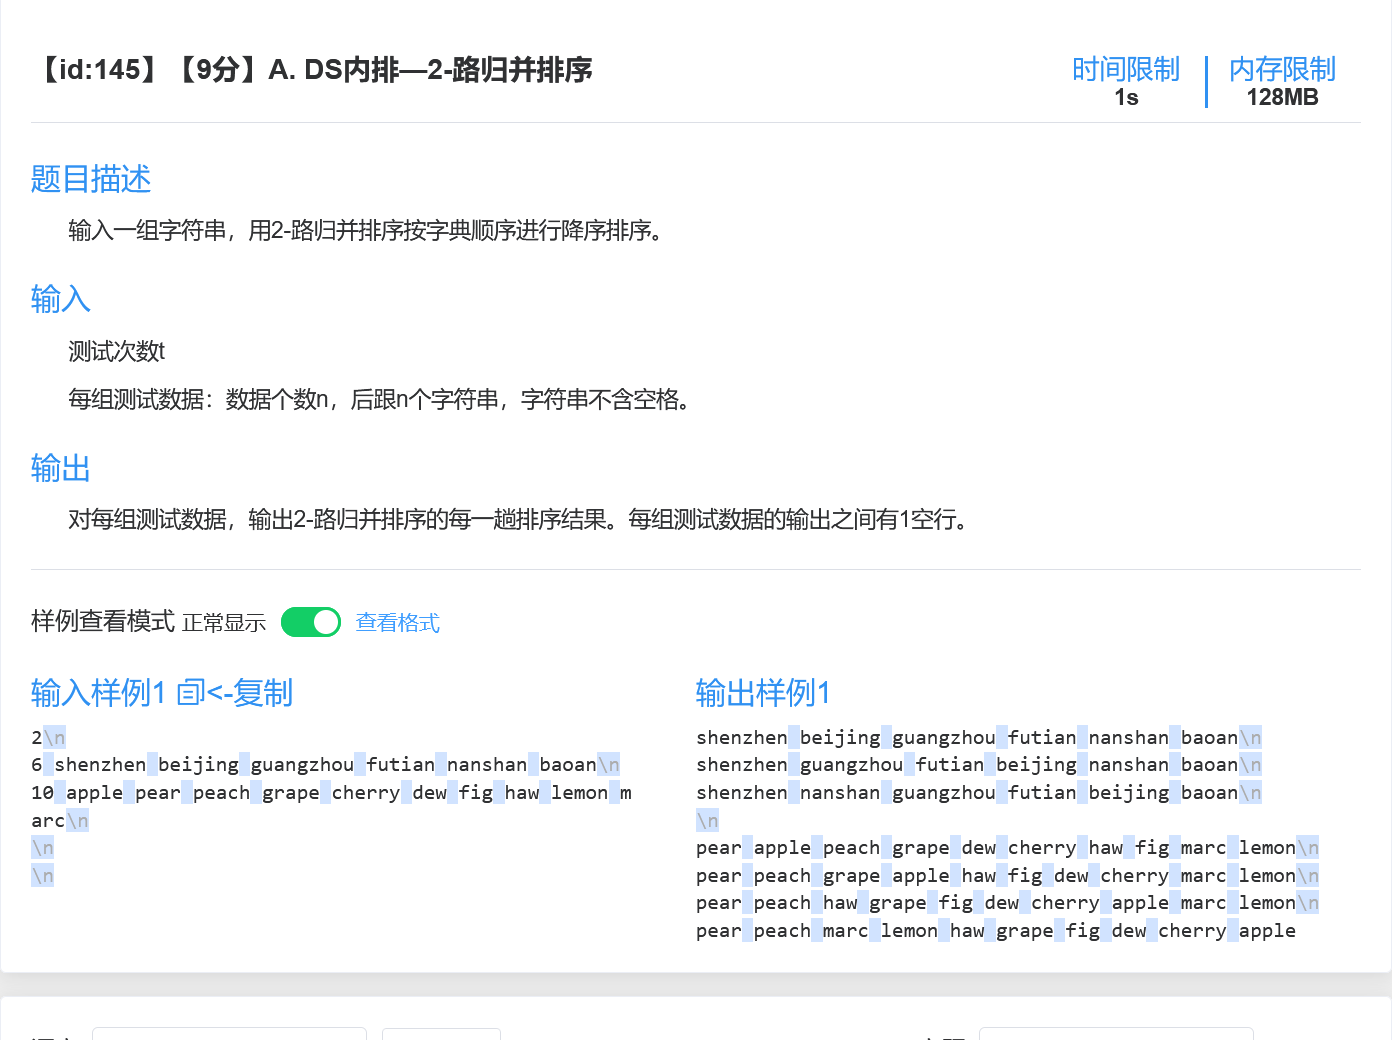 【id:145】【9分】A. DS内排—2-路归并排序
时间限制
1s
内存限制
128MB
题目描述
输入一组字符串，用2-路归并排序按字典顺序进行降序排序。
输入
测试次数t
每组测试数据：数据个数n，后跟n个字符串，字符串不含空格。
输出
对每组测试数据，输出2-路归并排序的每一趟排序结果。每组测试数据的输出之间有1空行。
样例查看模式 正常显示 查看格式
输入样例1 <-复制
2\n
6 shenzhen beijing guangzhou futian nanshan baoan\n
10 apple pear peach grape cherry dew fig haw lemon m
arc\n
\n
\n
输出样例1
shenzhen beijing guangzhou futian nanshan baoan\n
shenzhen guangzhou futian beijing nanshan baoan\n
shenzhen nanshan guangzhou futian beijing baoan\n
\n
pear apple peach grape dew cherry haw fig marc lemon\n
pear peach grape apple haw fig dew cherry marc lemon\n
pear peach haw grape fig dew cherry apple marc lemon\n
pear peach marc lemon haw grape fig dew cherry apple